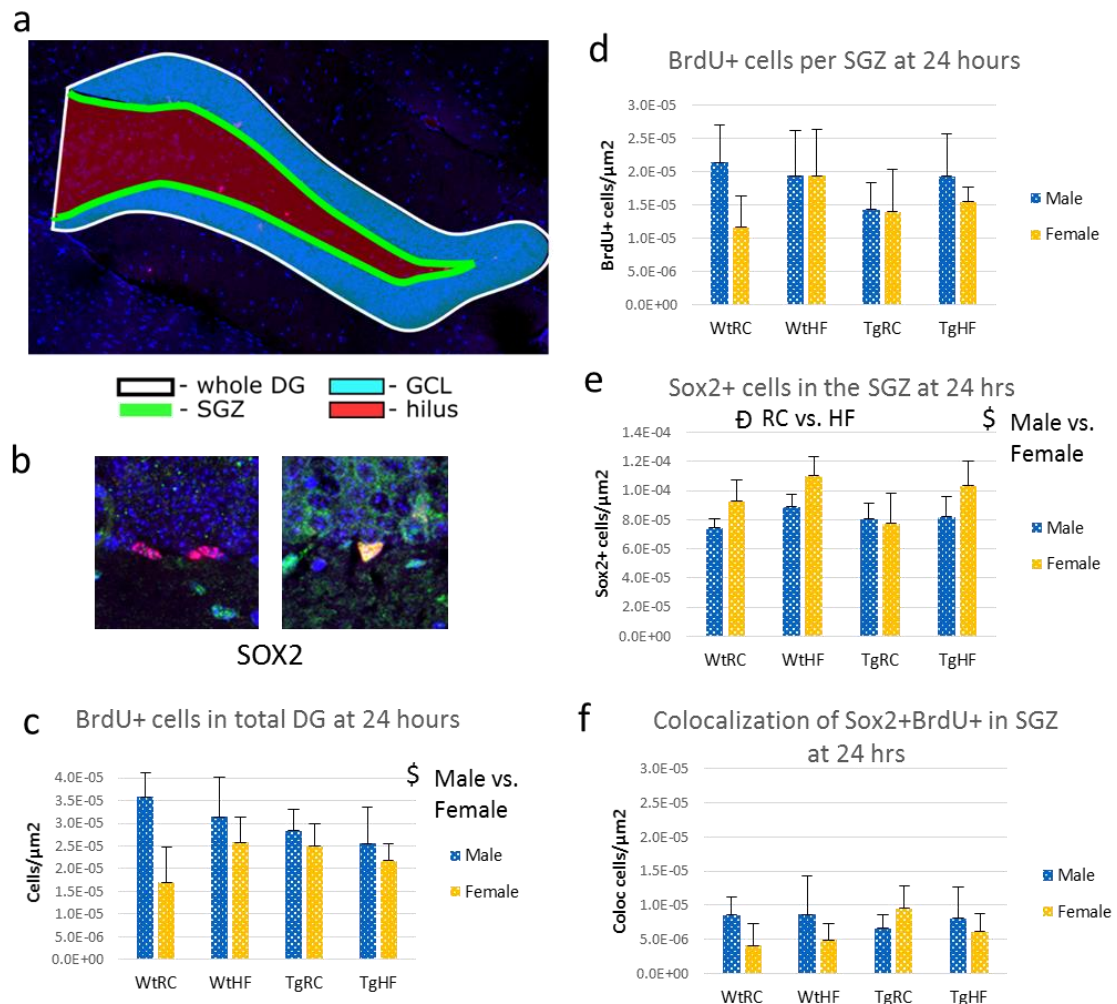 a
- whole DG
- GCL
- SGZ
- hilus
b
SOX2
c
BrdU+ cells in total DG at 24 hours
$ Male vs.
Female
Cells/µm2
4.0E-05
3.5E-05
3.0E-05
2.5E-05
2.0E-05
1.5E-05
1.0E-05
5.0E-06
0.0E+00
WtRC WtHF TgRC TgHF
Male
Female
d
BrdU+ cells per SGZ at 24 hours
BrdU+ cells/µm2
3.0E-05
2.5E-05
2.0E-05
1.5E-05
1.0E-05
5.0E-06
0.0E+00
WtRC WtHF TgRC TgHF
Male
Female
e
Sox2+ cells in the SGZ at 24 hrs
Đ RC vs. HF
$ Male vs.
Female
Sox2+ cells/µm2
1.4E-04
1.2E-04
1.0E-04
8.0E-05
6.0E-05
4.0E-05
2.0E-05
0.0E+00
WtRC WtHF TgRC TgHF
Male
Female
f
Colocalization of Sox2+BrdU+ in SGZ
at 24 hrs
Coloc cells/µm2
3.0E-05
2.5E-05
2.0E-05
1.5E-05
1.0E-05
5.0E-06
0.0E+00
WtRC WtHF TgRC TgHF
Male
Female